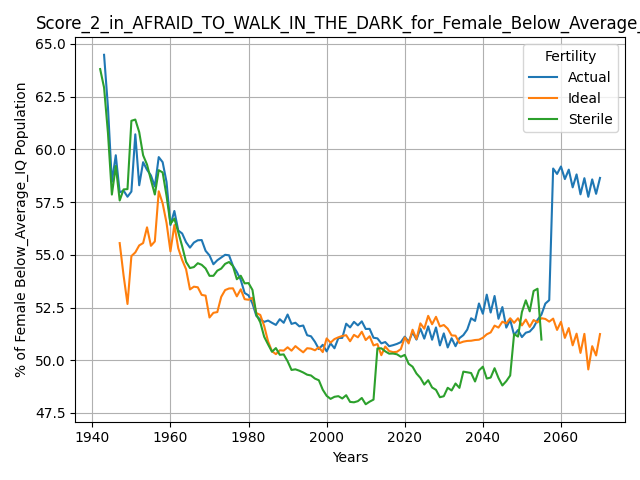 Score_2_in_AFRAID_TO_WALK_IN_THE_DARK_for_Female_Below_Average_
65.0
62.5
60.0
57.5
55.0
52.5
50.0
47.5
% of Female Below_Average_IQ Population
Fertility
Actual
Ideal
Sterile
1940
1960
1980
2000
2020
2040
2060
Years